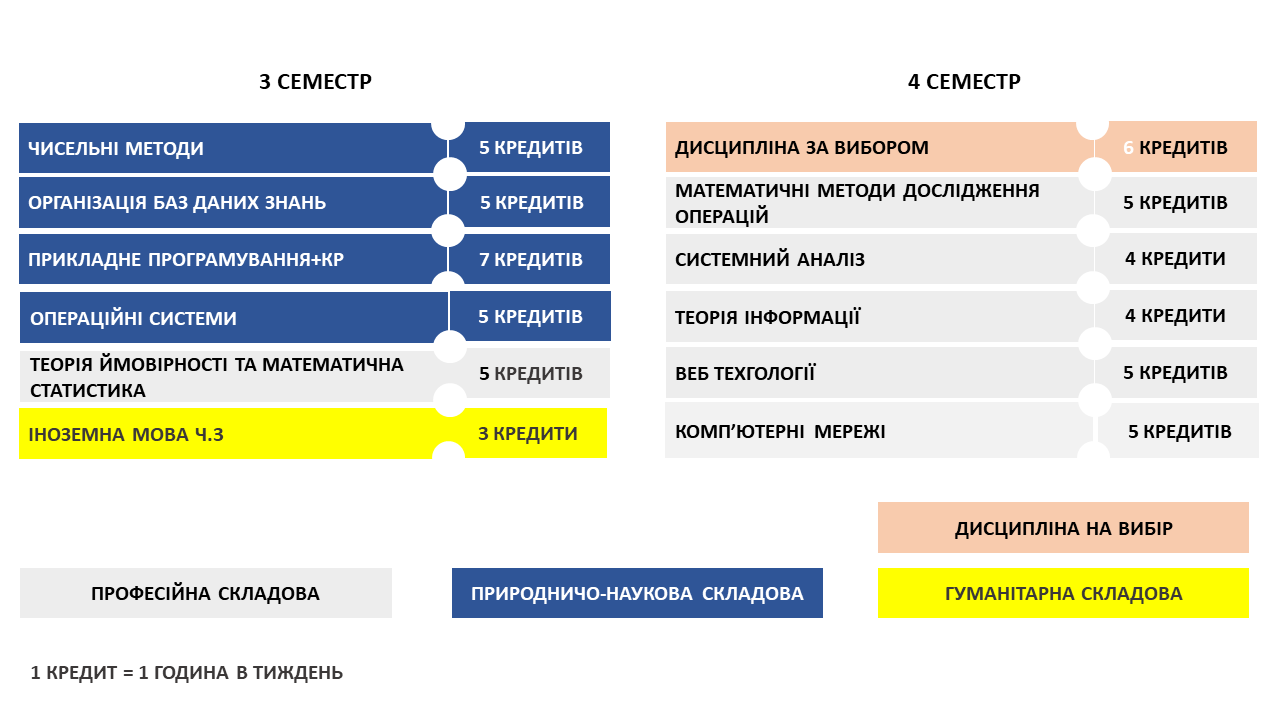 3 СЕМЕСТР
ЧИСЕЛЬНІ МЕТОДИ 5 КРЕДИТІВ
ОРГАНІЗАЦІЯ БАЗ ДАНИХ ЗНАНЬ 5 КРЕДИТІВ
ПРИКЛАДНЕ ПРОГРАМУВАННЯ+КР 7 КРЕДИТІВ
ОПЕРАЦІЙНІ СИСТЕМИ 5 КРЕДИТІВ
ТЕОРІЯ ЙМОВІРНОСТІ ТА МАТЕМАТИЧНА
СТАТИСТИКА
5 КРЕДИТІВ
ІНОЗЕМНА МОВА Ч.3 3 КРЕДИТИ
4 СЕМЕСТР
ДИСЦИПЛІНА ЗА ВИБОРОМ 6 КРЕДИТІВ
МАТЕМАТИЧНІ МЕТОДИ ДОСЛІДЖЕННЯ
ОПЕРАЦІЙ
5 КРЕДИТІВ
СИСТЕМНИЙ АНАЛІЗ 4 КРЕДИТИ
ТЕОРІЯ ІНФОРМАЦІЇ 4 КРЕДИТИ
ВЕБ ТЕХГОЛОГІЇ 5 КРЕДИТІВ
КОМП’ЮТЕРНІ МЕРЕЖІ 5 КРЕДИТІВ
ДИСЦИПЛІНА НА ВИБІР
ПРОФЕСІЙНА СКЛАДОВА
ПРИРОДНИЧО-НАУКОВА СКЛАДОВА
ГУМАНІТАРНА СКЛАДОВА
1 КРЕДИТ = 1 ГОДИНА В ТИЖДЕНЬ